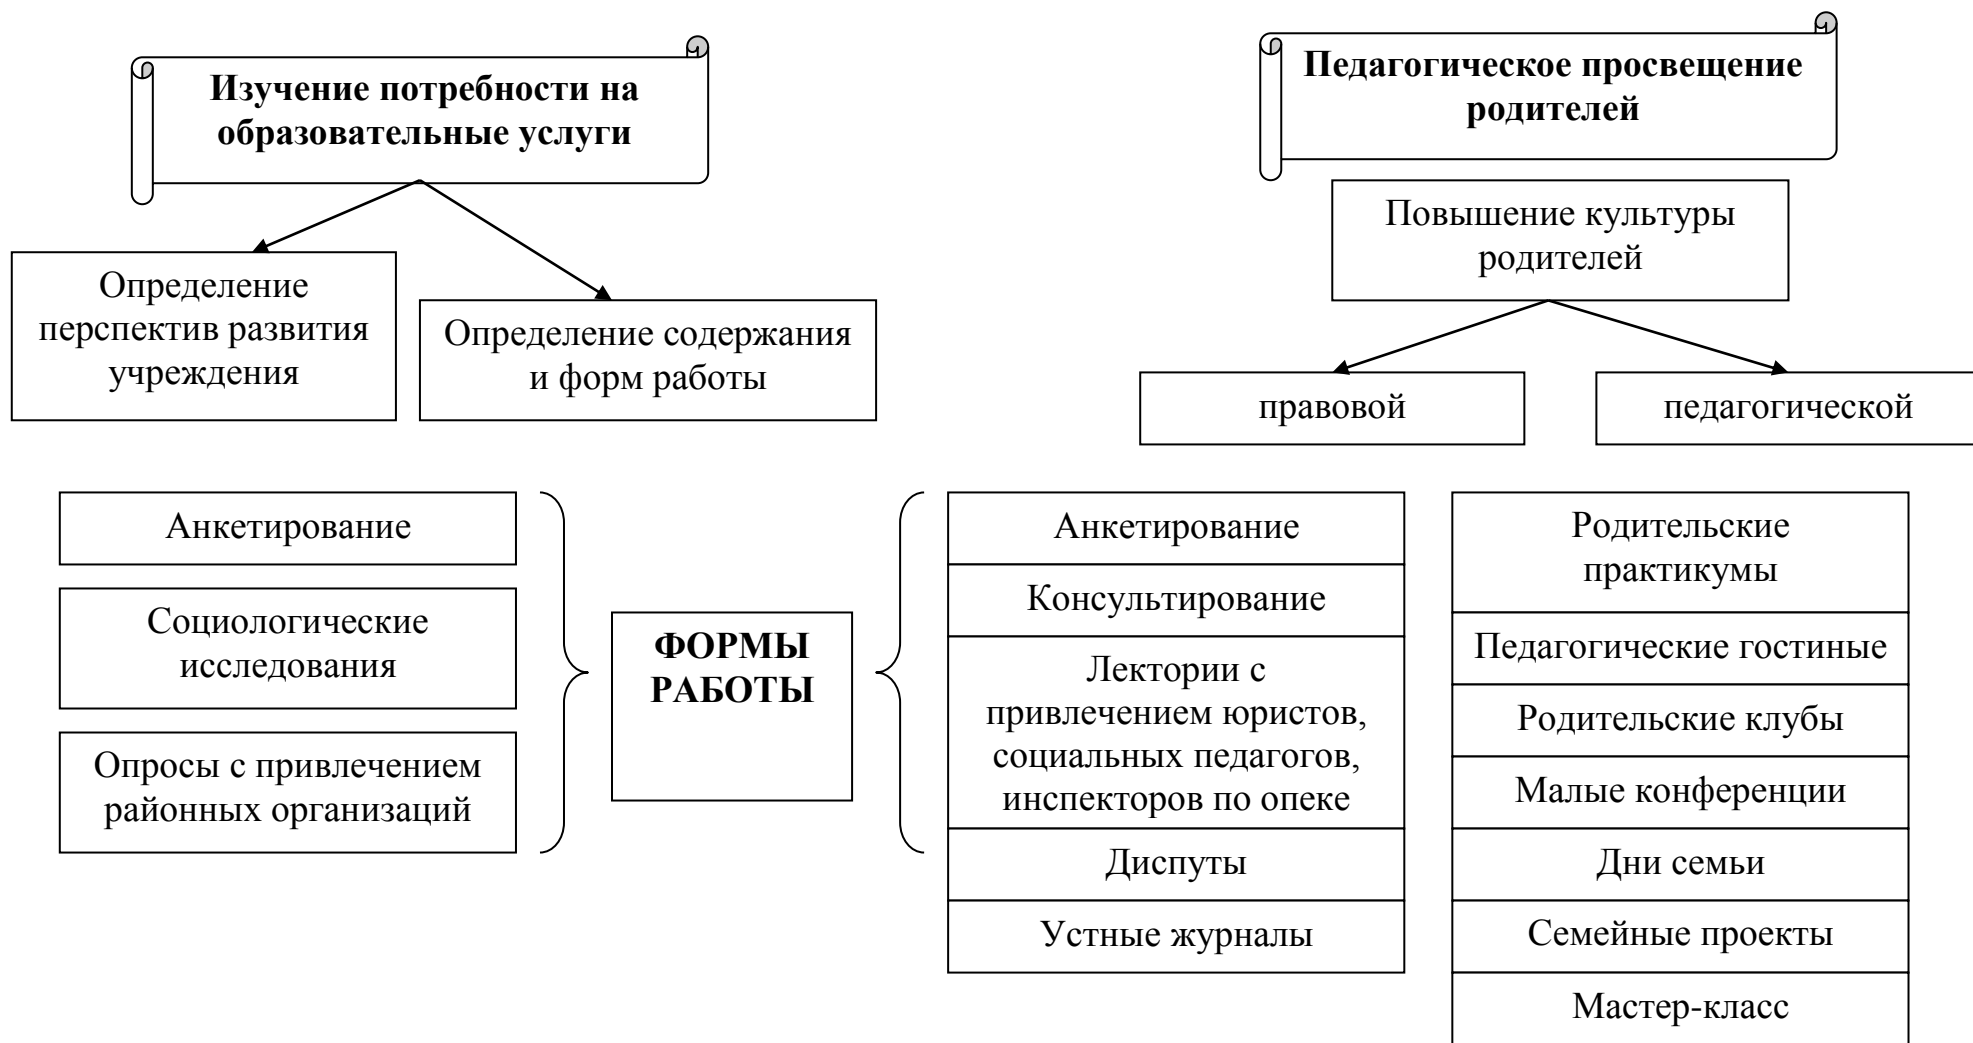 Изучение потребности на
образовательные услуги
Педагогическое просвещение
родителей
Повышение культуры
родителей
Определение
перспектив развития
учреждения
Определение содержания
и форм работы
правовой
педагогической
Анкетирование
Социологические
исследования
Опросы с привлечением
районных организаций
ФОРМЫ
РАБОТЫ
Анкетирование
Консультирование
Лектории с
привлечением юристов,
социальных педагогов,
инспекторов по опеке
Диспуты
Устные журналы
Родительские
практикумы
Педагогические гостиные
Родительские клубы
Малые конференции
Дни семьи
Семейные проекты
Мастер-класс